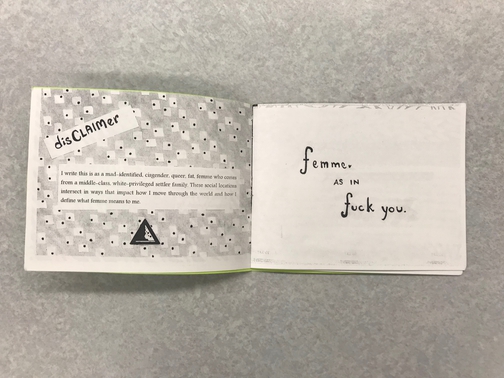 disCLAIMer
I write this is as a mad-identified, cisgender, queer, fat, femme who comes
from a middle-class, white-privileged settler family. These social locations
intersect in ways that impact how I move through the world and how I
define what femme means to me.
femme.
AS IN
fuck you.